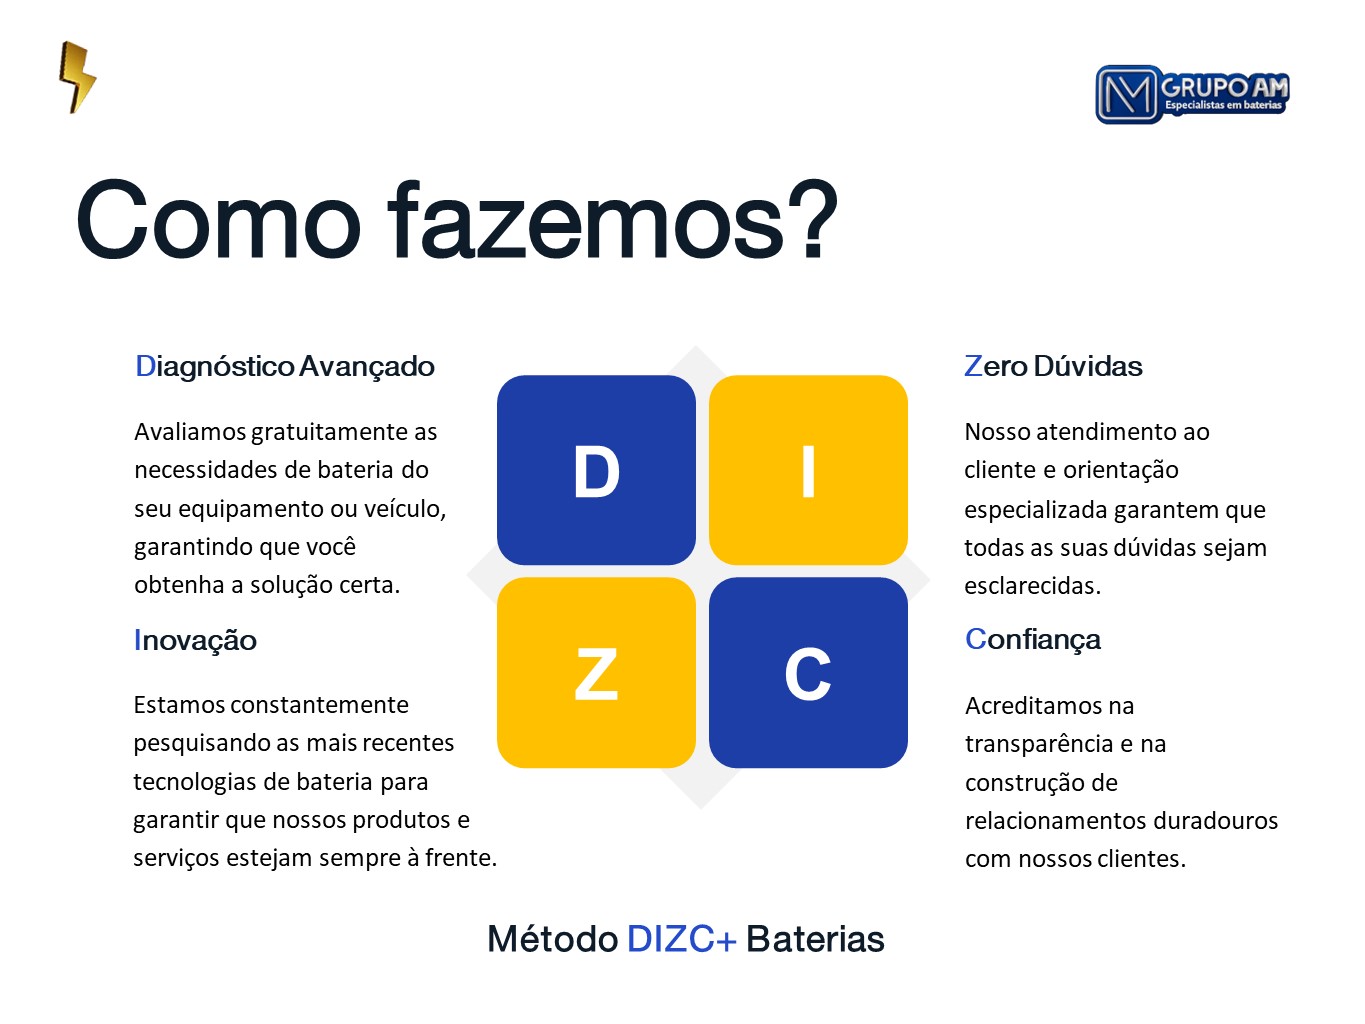 GRUPO AM
Especialistas em baterias
Como fazemos?
Diagnóstico Avançado
Avaliamos gratuitamente as
necessidades de bateria do
seu equipamento ou veículo,
garantindo que você
obtenha a solução certa.
Inovação
Estamos constantemente
pesquisando as mais recentes
tecnologias de bateria para
garantir que nossos produtos e
serviços estejam sempre à frente.
D
I
Z
C
Zero Dúvidas
Nosso atendimento ao
cliente e orientação
especializada garantem que
todas as suas dúvidas sejam
esclarecidas.
Confiança
Acreditamos na
transparência e na
construção de
relacionamentos duradouros
com nossos clientes.
Método DIZC+ Baterias